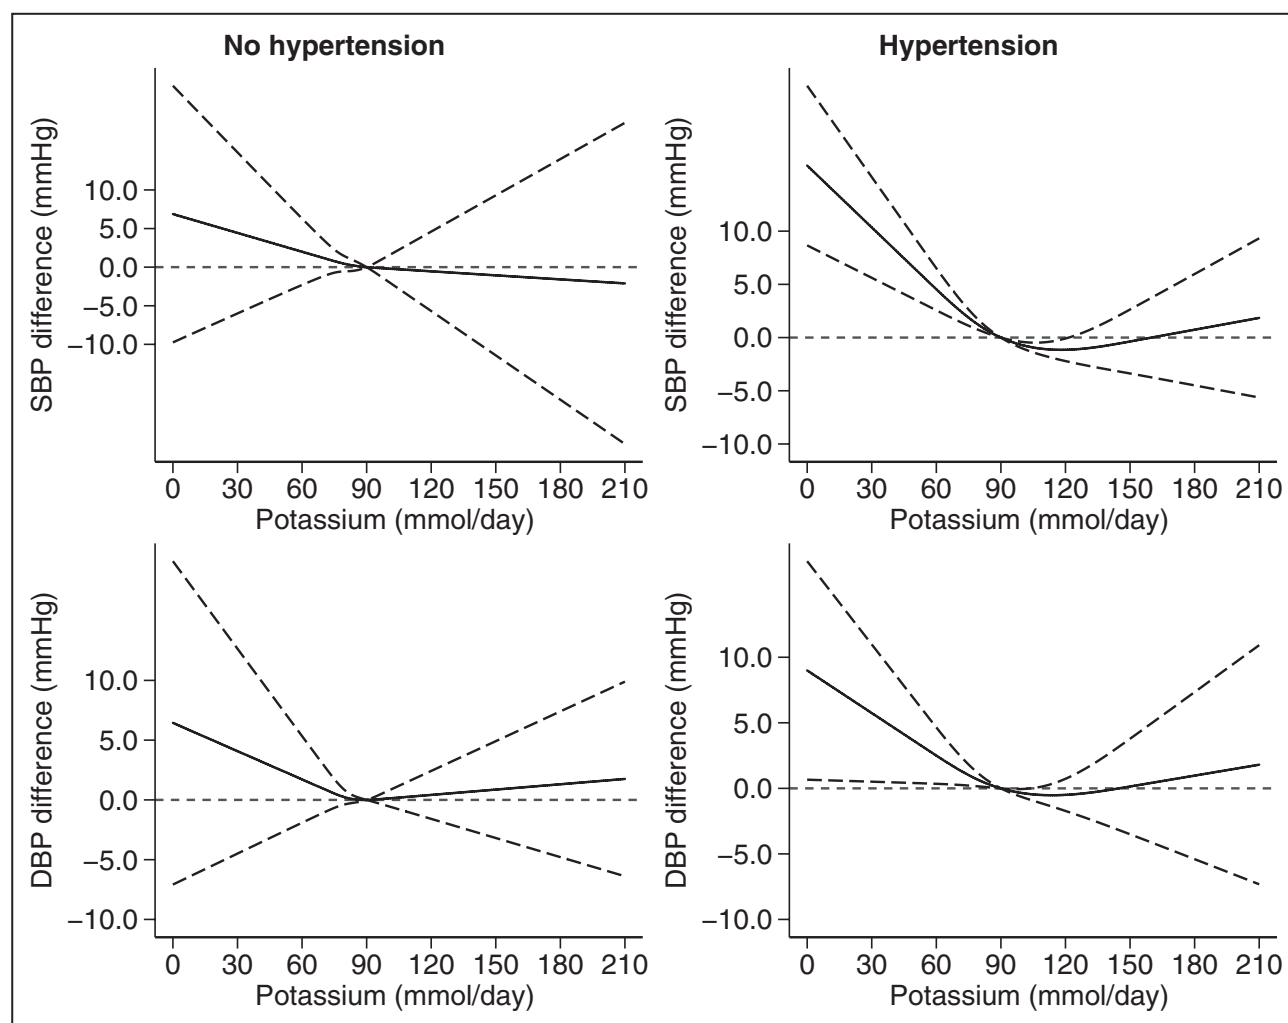 No hypertension
Hypertension
SBP difference (mmHg)
10.0
5.0
0.0
−5.0
−10.0
0 30 60 90 120 150 180 210
Potassium (mmol/day)
SBP difference (mmHg)
10.0
5.0
0.0
−5.0
−10.0
0 30 60 90 120 150 180 210
Potassium (mmol/day)
DBP difference (mmHg)
10.0
5.0
0.0
−5.0
−10.0
0 30 60 90 120 150 180 210
Potassium (mmol/day)
DBP difference (mmHg)
10.0
5.0
0.0
−5.0
−10.0
0 30 60 90 120 150 180 210
Potassium (mmol/day)